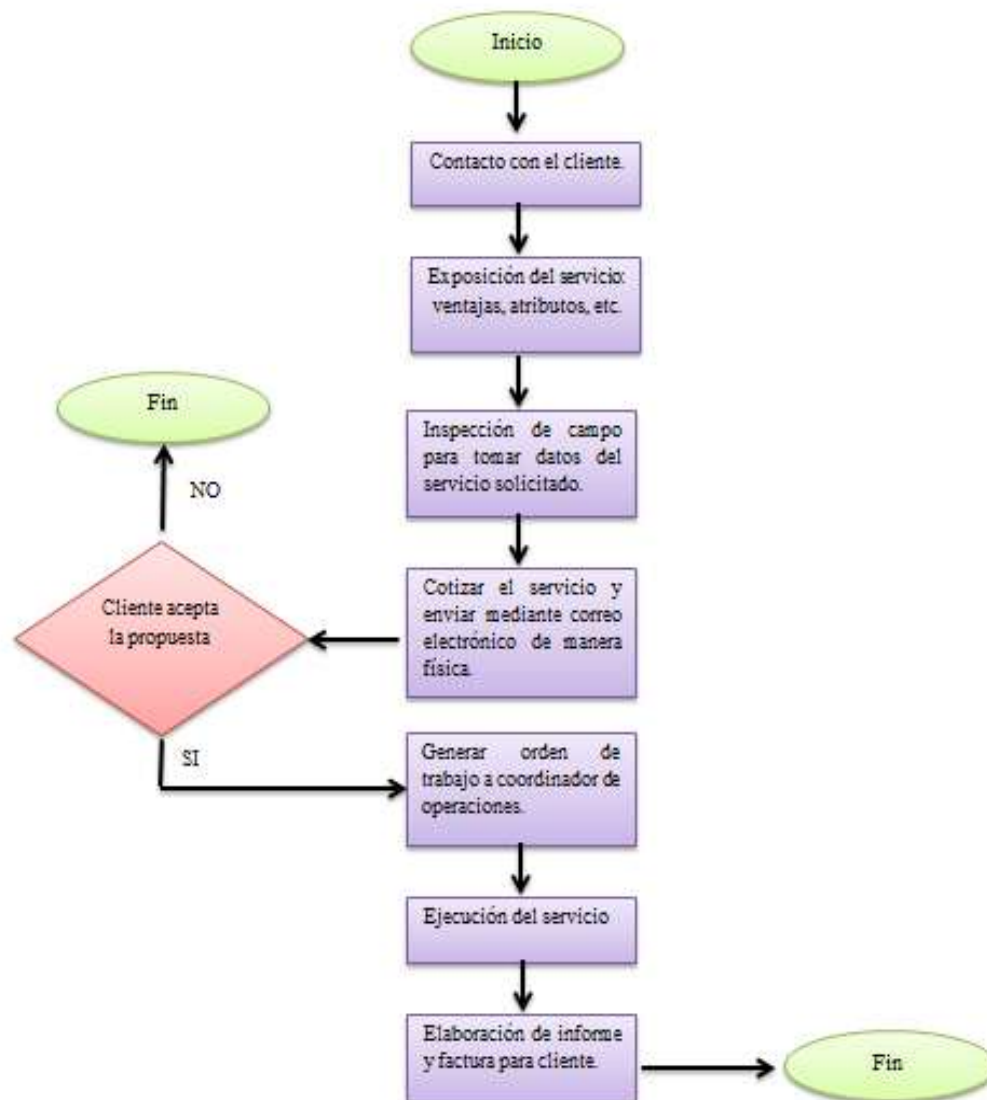 Inicio
Contacto con el cliente.
Exposición del servicio:
ventajas, atributos, etc.
Inspección de campo
para tomar datos del
servicio solicitado.
Cotizar el servicio y
enviar mediante correo
electrónico de manera
física.
Cliente acepta
la propuesta
NO
Fin
SI
Generar orden de
trabajo a coordinador de
operaciones.
Ejecución del servicio
Elaboración de informe
y factura para cliente.
Fin